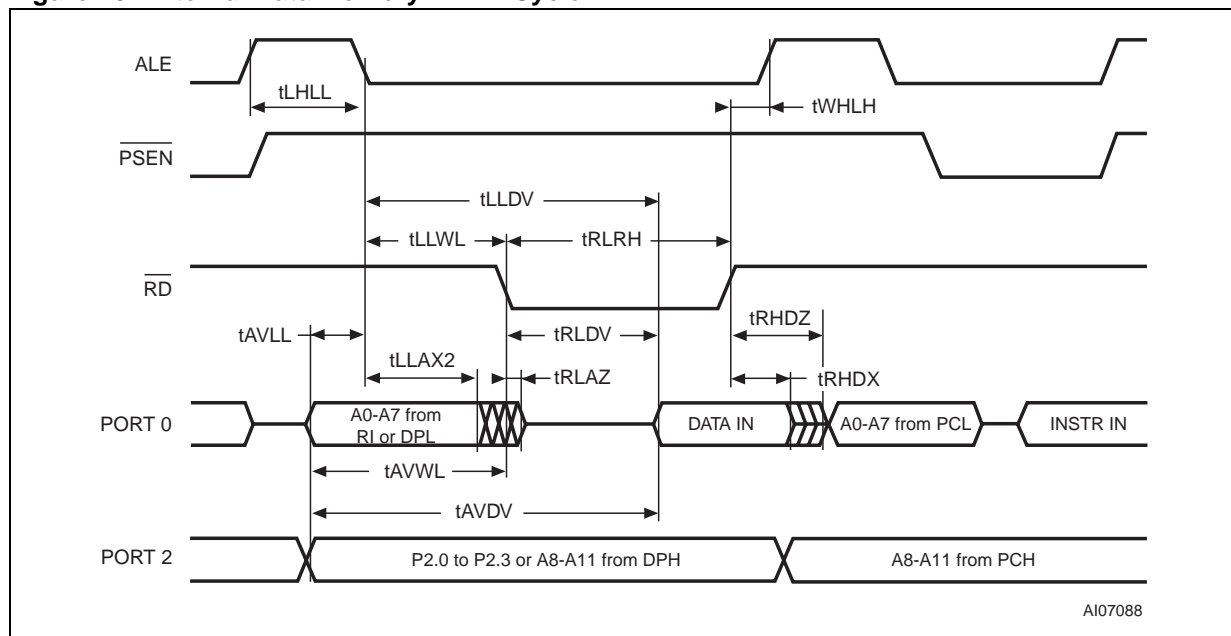 ALE
tLHLL
tWHLH
PSEN
tLLDV
tLLWL
tRLRH
RD
tAVLL
tRLDV
tRHDZ
tLLAX2
tRLAZ
tRHDX
PORT 0
A0-A7 from
RI or DPL
DATA IN
A0-A7 from PCL
INSTR IN
tAVWL
tAVDV
PORT 2
P2.0 to P2.3 or A8-A11 from DPH
A8-A11 from PCH
AI07088